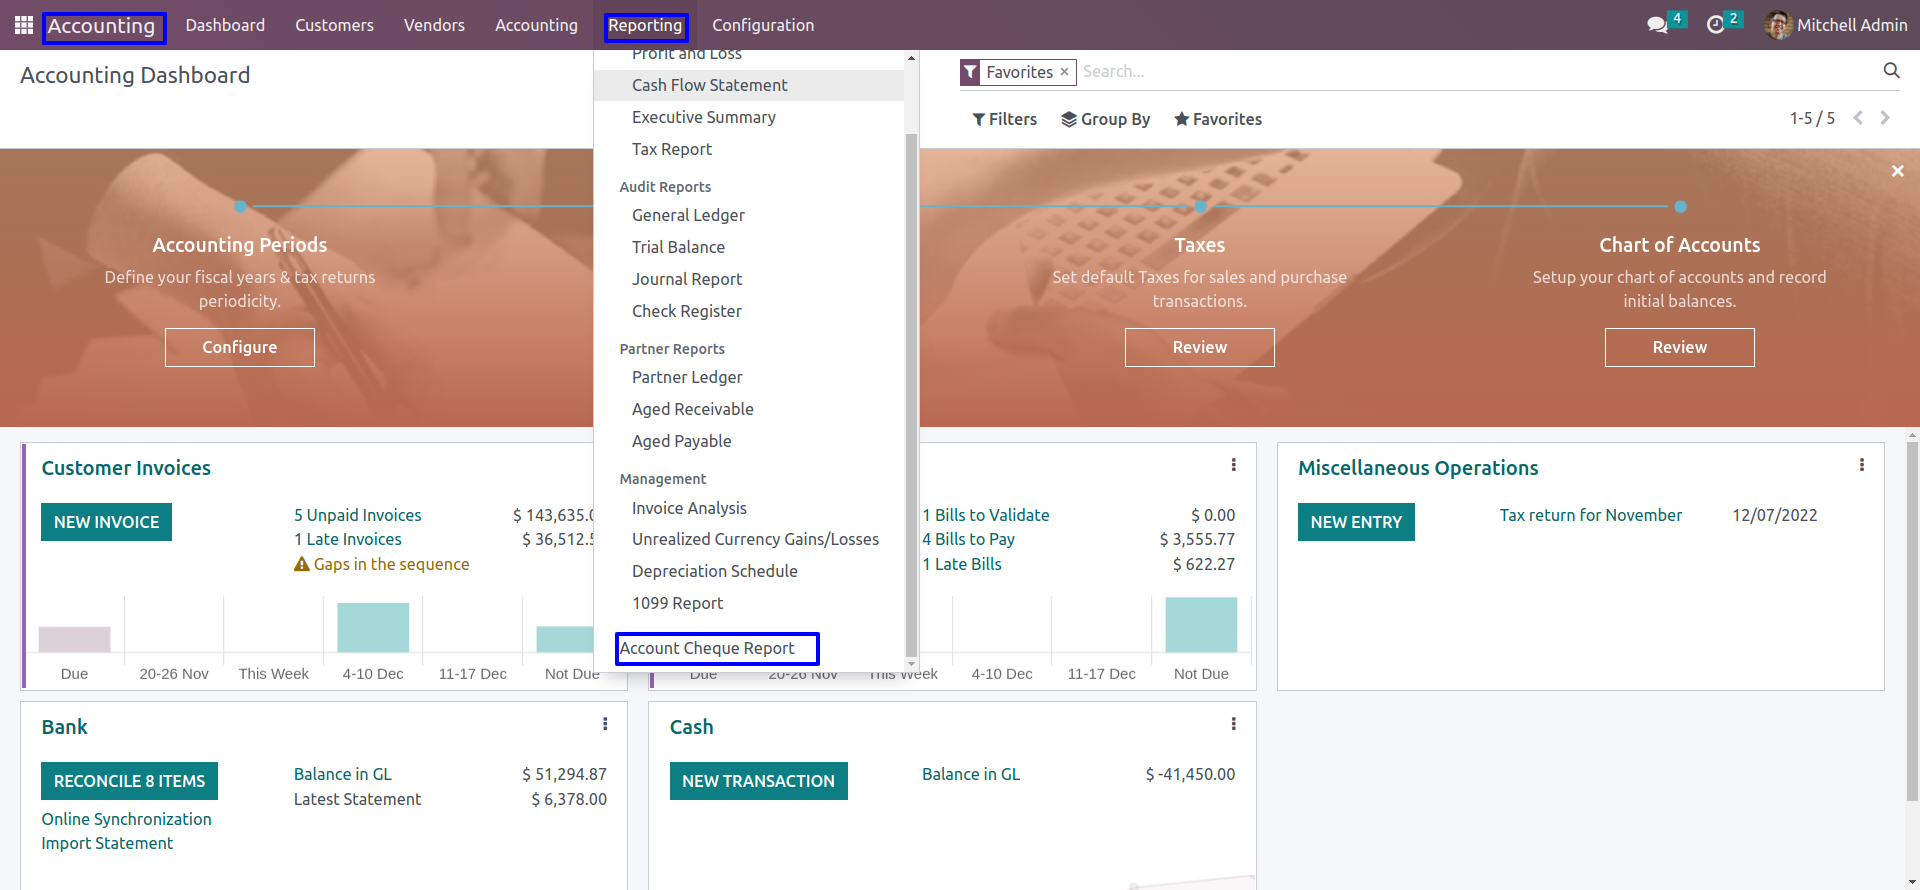 Accounting Dashboard Customers Vendors Accounting Reporting Configuration 4 2 Mitchell Admin
Accounting Dashboard
Favorites × Search...
Filters Group By Favorites
1-5 / 5
Profit and Loss
Cash Flow Statement
Executive Summary
Tax Report
Audit Reports
General Ledger
Trial Balance
Journal Report
Check Register
Partner Reports
Partner Ledger
Aged Receivable
Aged Payable
Management
Invoice Analysis
Unrealized Currency Gains/Losses
Depreciation Schedule
1099 Report
Account Cheque Report
Accounting Periods
Define your fiscal years & tax returns
periodicity.
Configure
Taxes
Set default Taxes for sales and purchase
transactions.
Review
Chart of Accounts
Setup your chart of accounts and record
initial balances.
Review
Customer Invoices
NEW INVOICE
5 Unpaid Invoices $ 143,635.0
1 Late Invoices $ 36,512.5
Gaps in the sequence
Due 20-26 Nov This Week 4-10 Dec 11-17 Dec Not Due
1 Bills to Validate $ 0.00
4 Bills to Pay $ 3,555.77
1 Late Bills $ 622.27
Due 20-26 Nov This Week 4-10 Dec 11-17 Dec Not Due
Miscellaneous Operations
NEW ENTRY
Tax return for November 12/07/2022
Bank
RECONCILE 8 ITEMS
Balance in GL $ 51,294.87
Latest Statement $ 6,378.00
Online Synchronization
Import Statement
Cash
NEW TRANSACTION
Balance in GL $ -41,450.00